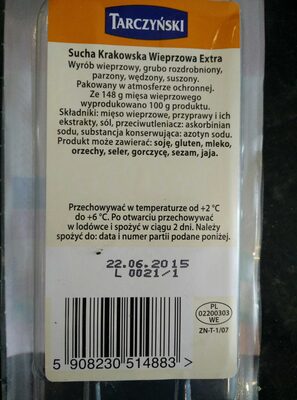 TARCZYŃSKI
Sucha Krakowska Wieprzowa Extra
Wyrób wieprzowy, grubo rozdrobniony,
parzony, wędzony, suszony.
Pakowany w atmosferze ochronnej.
Ze 148 g mięsa wieprzowego
wyprodukowano 100 g produktu.
Składniki: mięso wieprzowe, przyprawy i ich
ekstrakty, sól, przeciwutleniacz: askorbinian
sodu, substancja konserwująca: azotyn sodu.
Produkt może zawierać: soję, gluten, mleko,
orzechy, seler, gorczycę, sezam, jaja.
Przechowywać w temperaturze od +2 °C
do +6 °C. Po otwarciu przechowywać
w lodówce i spożyć w ciągu 2 dni. Należy
spożyć do: data i numer partii podane poniżej.
22.06.2015
L 0021/1
PL
02200303
WE
ZN-T-1/07
5 908230 514883 >